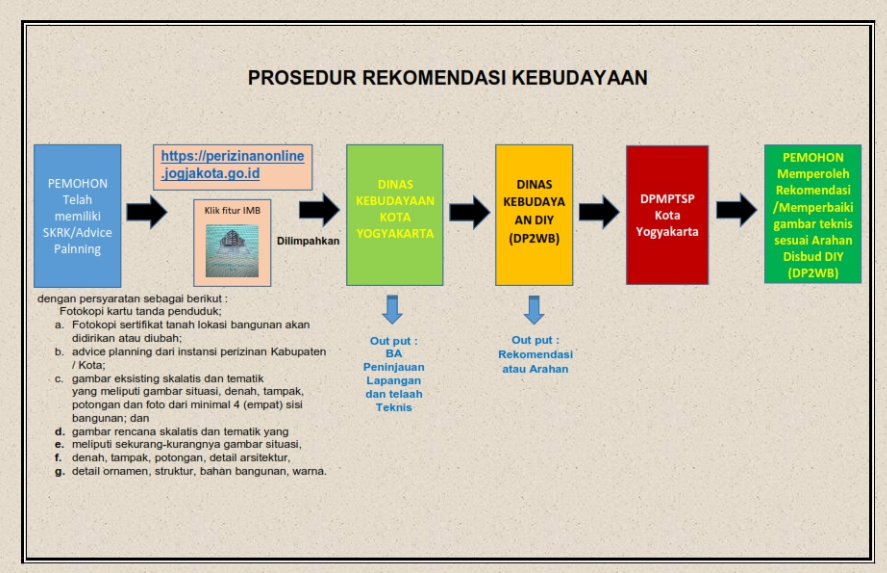 PROSEDUR REKOMENDASI KEBUDAYAAN
PEMOHON
Telah
memiliki
SKRK/Advice
Palnning
https://perizinanonline
.jogjakota.go.id
Klik fitur IMB
Dilimpahkan
DINAS
KEBUDAYAAN
KOTA
YOGYAKARTA
DINAS
KEBUDAYA
AN DIY
(DP2WB)
DPMPTSP
Kota
Yogyakarta
PEMOHON
Memperoleh
Rekomendasi
/Memperbaiki
gambar teknis
sesuai Arahan
Disbud DIY
(DP2WB)
dengan persyaratan sebagai berikut :
Fotokopi kartu tanda penduduk;
a. Fotokopi sertifikat tanah lokasi bangunan akan
didirikan atau diubah;
b. advice planning dari instansi perizinan Kabupaten
/ Kota;
c. gambar eksisting skalatis dan tematik
yang meliputi gambar situasi, denah, tampak,
potongan dan foto dari minimal 4 (empat) sisi
bangunan; dan
d. gambar rencana skalatis dan tematik yang
e. meliputi sekurang-kurangnya gambar situasi,
f. denah, tampak, potongan, detail arsitektur,
g. detail ornamen, struktur, bahan bangunan, warna.
Out put :
BA
Peninjauan
Lapangan
dan telaah
Teknis
Out put :
Rekomendasi
atau Arahan